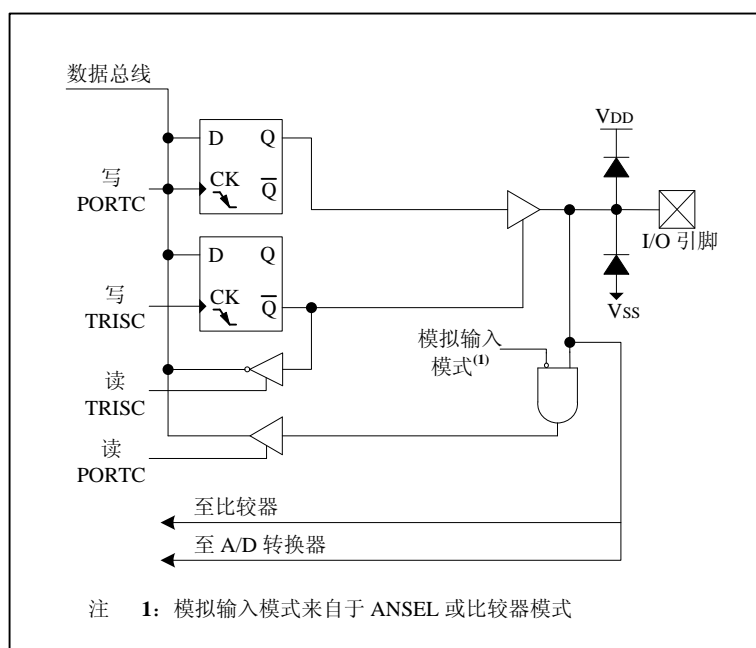 数据总线
D Q
写
PORTC
CK Q
VDD
I/O 引脚
VSS
D Q
写
TRISC
CK Q
读
TRISC
模拟输入
模式(1)
读
PORTC
至比较器
至 A/D 转换器
注 1：模拟输入模式来自于 ANSEL 或比较器模式